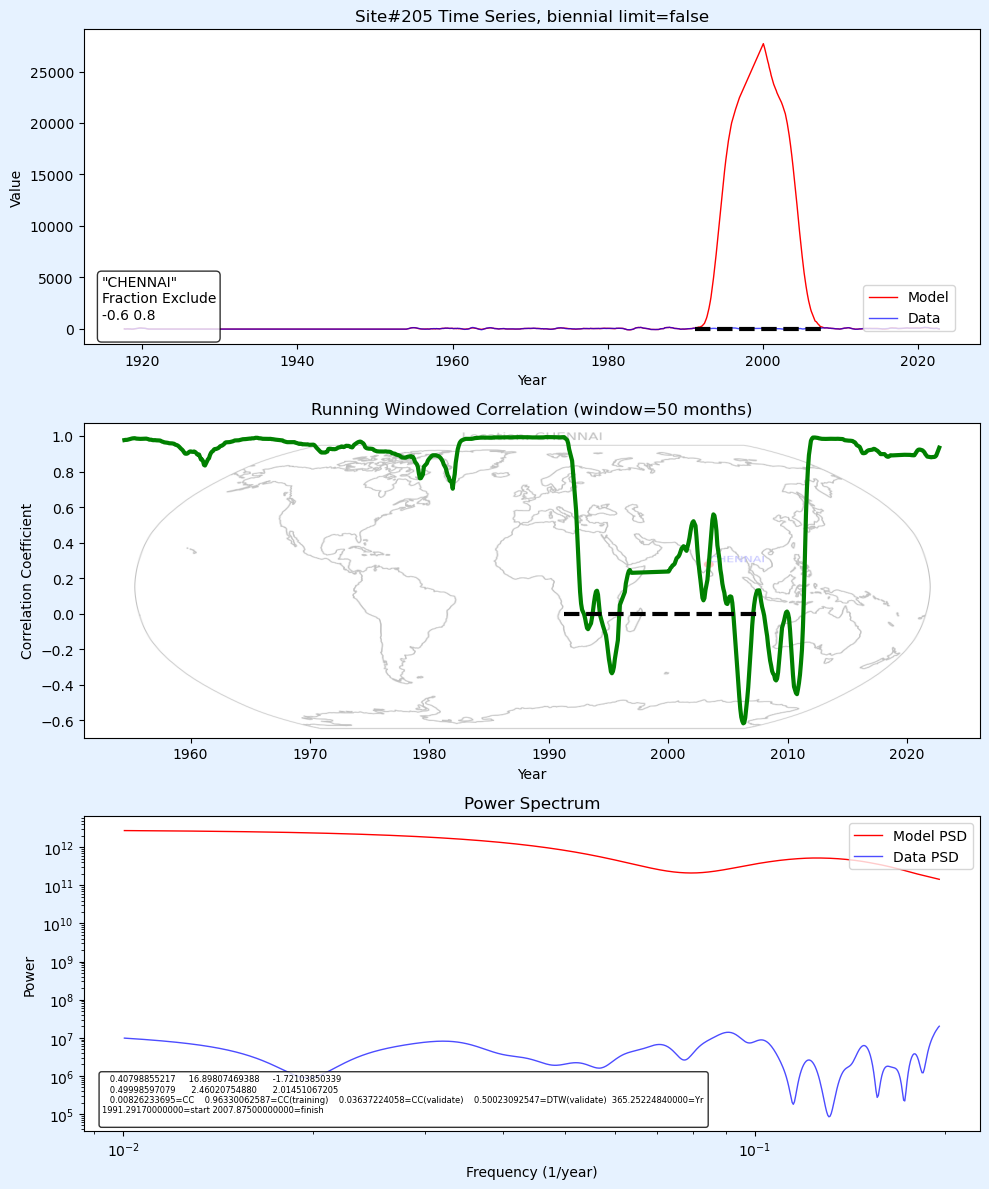 Site#205 Time Series, biennial limit=false
25000
20000
15000
10000
5000
0
Value
"CHENNAI"
Fraction Exclude
-0.6 0.8
Model
Data
1920 1940 1960 1980 2000 2020
Year
Running Windowed Correlation (window=50 months)
1.0
0.8
0.6
0.4
0.2
0.0
−0.2
−0.4
−0.6
Correlation Coefficient
CHENNAI
CHENNAI
1960 1970 1980 1990 2000 2010 2020
Year
Power Spectrum
Model PSD
Data PSD
10^12
10^11
10^10
10^9
10^8
10^7
10^6
10^5
Power
0.40798855217 16.89807469388 -1.72103850339
0.49998597079 2.46020754880 2.01451067205
0.00826233695=CC 0.96330062587=CC(training) 0.03637224058=CC(validate) 0.50023092547=DTW(validate) 365.25224840000=Yr
1991.29170000000=start 2007.87500000000=finish
10^−2 10^−1
Frequency (1/year)